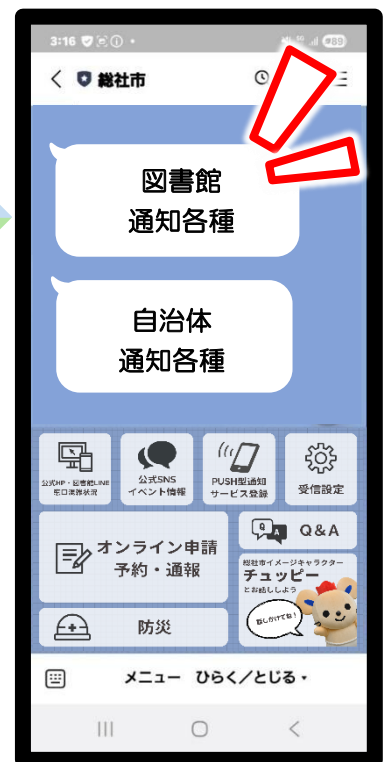 3:16
89
総社市
図書館
通知各種
自治体
通知各種
公式HP・図書館LINE
窓口混雑状況
公式SNS
イベント情報
PUSH型通知
サービス登録
受信設定
オンライン申請
予約・通報
Q
A
Q&A
総社市イメージキャラクター
チュッピー
とお話ししよう
話しかけてね!
防災
メニュー ひらく/とじる